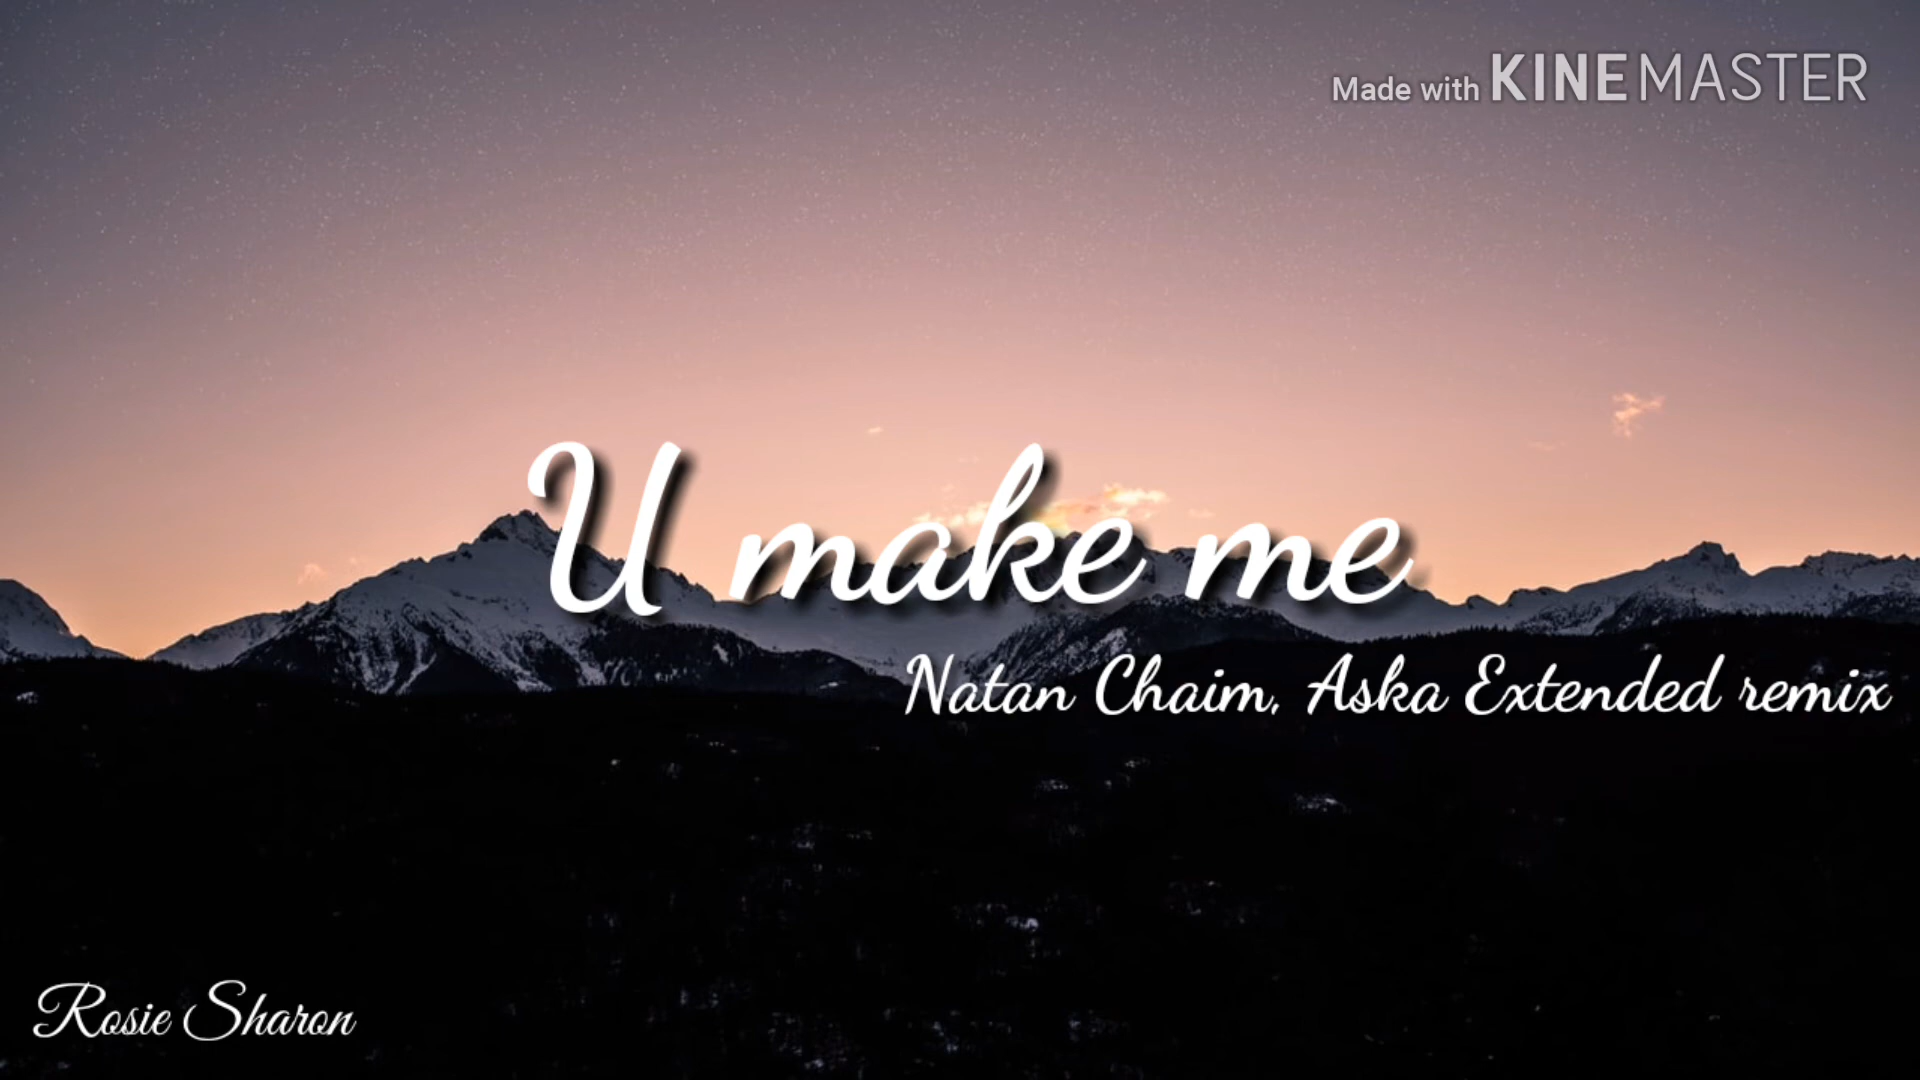 Made with KINEMASTER
U make me
Natan Chaim, Aska Extended remix
Rosie Sharon